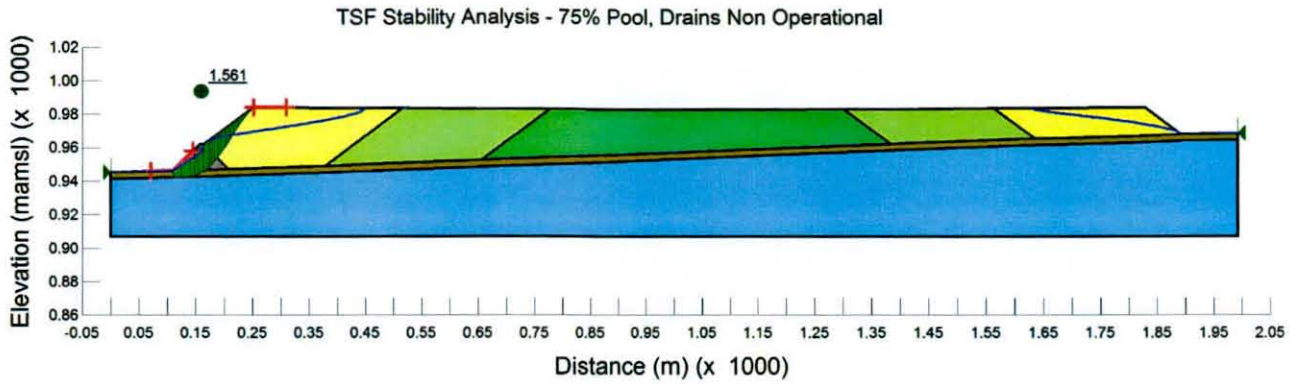 TSF Stability Analysis - 75% Pool, Drains Non Operational
Elevation (mamsl) (x 1000)
1.02
1.00
0.98
0.96
0.94
0.92
0.90
0.88
0.86
1.561
-0.05 0.05 0.15 0.25 0.35 0.45 0.55 0.65 0.75 0.85 0.95 1.05 1.15 1.25 1.35 1.45 1.55 1.65 1.75 1.85 1.95 2.05
Distance (m) (x 1000)